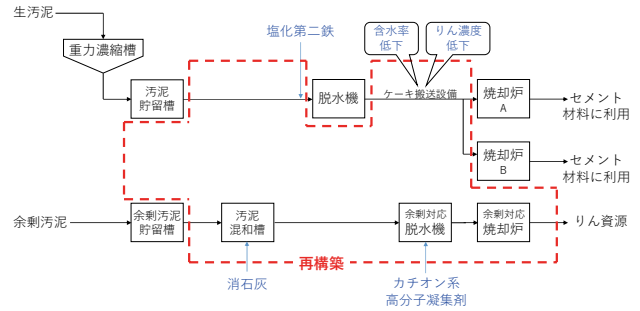 生汚泥
重力濃縮槽
汚泥
貯留槽
塩化第二鉄
脱水機
含水率
低下
りん濃度
低下
ケーキ搬送設備
焼却炉
A
セメント
材料に利用
焼却炉
B
セメント
材料に利用
余剰汚泥
余剰汚泥
貯留槽
汚泥
混和槽
消石灰
余剰対応
脱水機
カチオン系
高分子凝集剤
余剰対応
焼却炉
りん資源
再構築